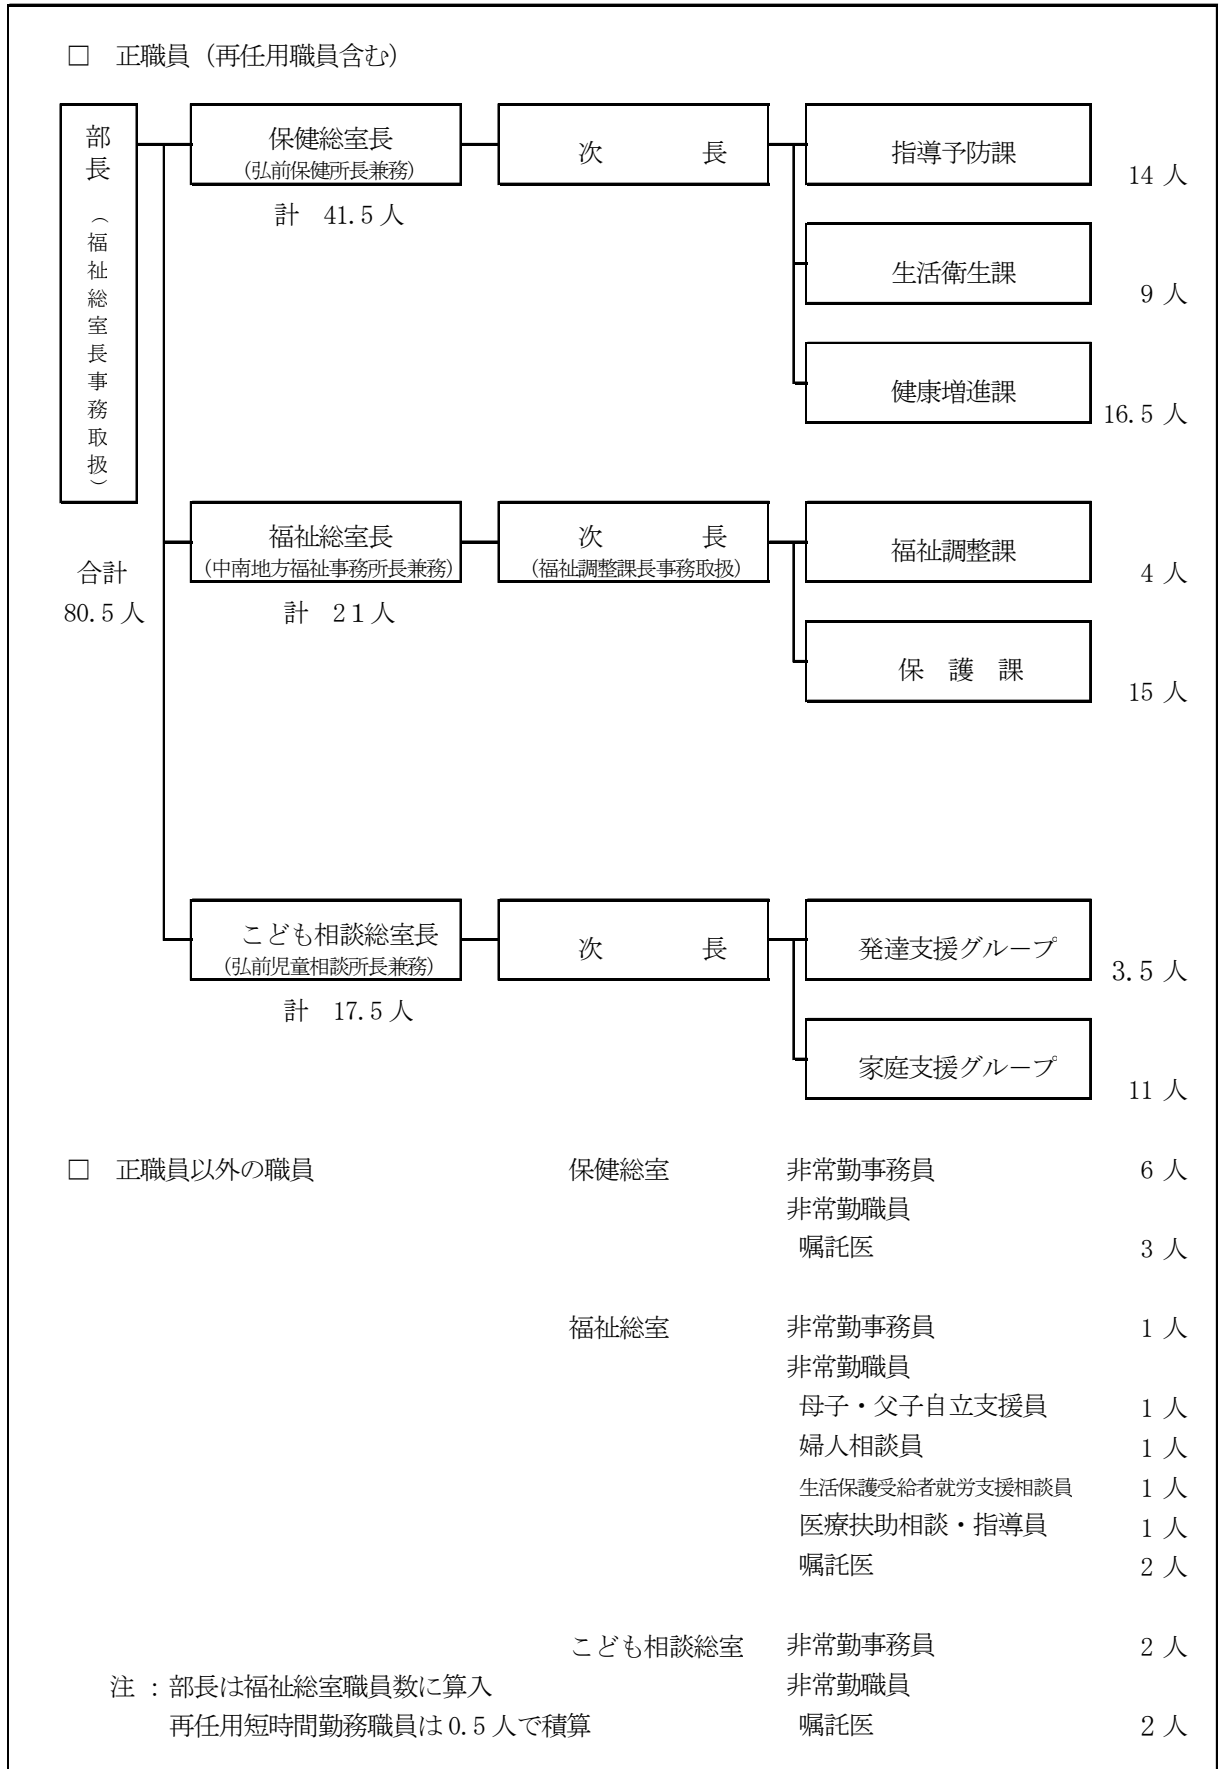 □　正職員（再任用職員含む）
部長（福祉総室長事務取扱）
合計
80.5人
保健総室長
(弘前保健所長兼務)
計　41.5人
次　　　　長
指導予防課
14 人
生活衛生課
9 人
健康増進課
16.5 人
福祉総室長
(中南地方福祉事務所長兼務)
計　21人
次　　　　長
(福祉調整課長事務取扱)
福祉調整課
4 人
保　護　課
15 人
こども相談総室長
(弘前児童相談所長兼務)
計　17.5人
次　　　　長
発達支援グループ
3.5 人
家庭支援グループ
11 人
□　正職員以外の職員　保健総室　非常勤事務員　6 人
非常勤職員
嘱託医　3 人
福祉総室　非常勤事務員　1 人
非常勤職員
母子・父子自立支援員　1 人
婦人相談員　1 人
生活保護受給者就労支援相談員　1 人
医療扶助相談・指導員　1 人
嘱託医　2 人
こども相談総室　非常勤事務員　2 人
注：部長は福祉総室職員数に算入　非常勤職員
再任用短時間勤務職員は0.5人で積算　嘱託医　2 人